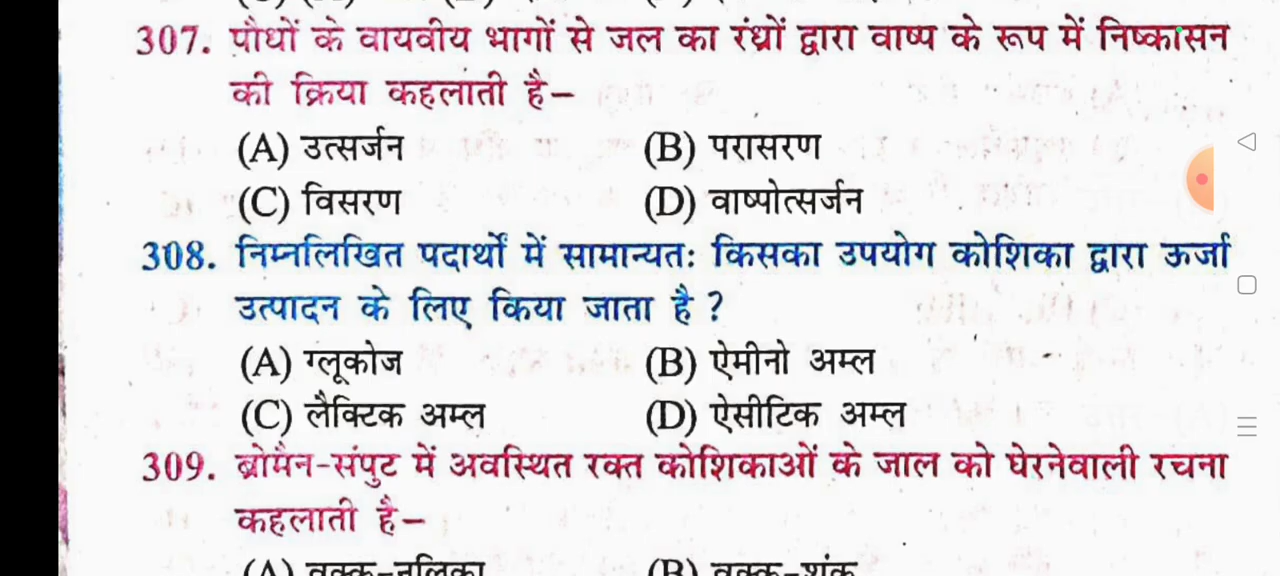 307. पौधों के वायवीय भागों से जल का रंध्रों द्वारा वाष्प के रूप में निष्कासन
की क्रिया कहलाती है–
(A) उत्सर्जन (B) परासरण
(C) विसरण (D) वाष्पोत्सर्जन
308. निम्नलिखित पदार्थों में सामान्यतः किसका उपयोग कोशिका द्वारा ऊर्जा
उत्पादन के लिए किया जाता है ?
(A) ग्लूकोज (B) ऐमीनो अम्ल
(C) लैक्टिक अम्ल (D) ऐसीटिक अम्ल
309. ब्रोमैन-संपुट में अवस्थित रक्त कोशिकाओं के जाल को घेरनेवाली रचना
कहलाती है–
(A) वृक्क-नलिका (B) वृक्क-शंकु